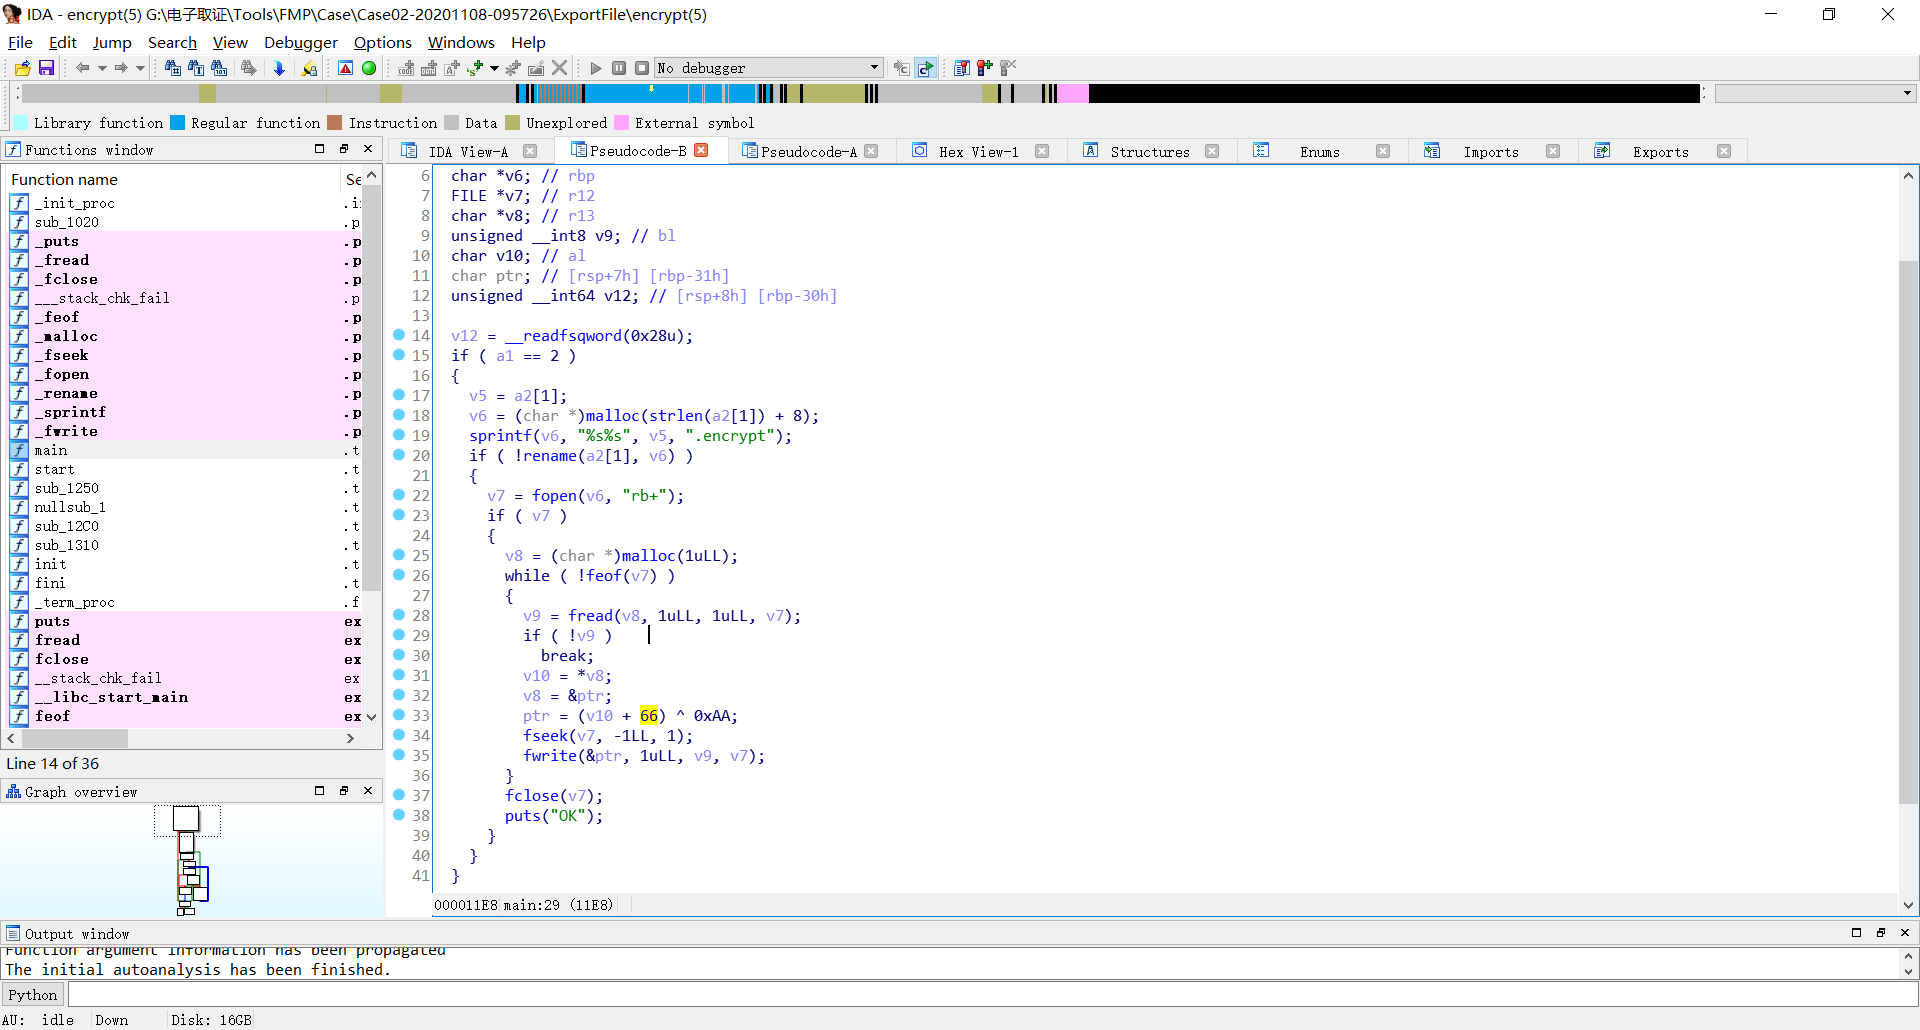 IDA - encrypt(5) G:\电子取证\Tools\FMP\Case\Case02-20201108-095726\ExportFile\encrypt(5)
File Edit Jump Search View Debugger Options Windows Help
No debugger
Library function Regular function Instruction Data Unexplored External symbol
Functions window
Function name Se
f _init_proc .i
f sub_1020 .p
f _puts .p
f _fread .p
f _fclose .p
f ___stack_chk_fail .p
f _feof .p
f _malloc .p
f _fseek .p
f _fopen .p
f _rename .p
f _sprintf .p
f _fwrite .p
f main .t
f start .t
f sub_1250 .t
f nullsub_1 .t
f sub_12C0 .t
f sub_1310 .t
f init .t
f fini .t
f _term_proc .f
f puts ex
f fread ex
f fclose ex
f __stack_chk_fail ex
f __libc_start_main ex
f feof ex
Line 14 of 36
Graph overview
IDA View-A Pseudocode-B Pseudocode-A Hex View-1 Structures Enums Imports Exports
6 char *v6; // rbp
7 FILE *v7; // r12
8 char *v8; // r13
9 unsigned __int8 v9; // bl
10 char v10; // al
11 char ptr; // [rsp+7h] [rbp-31h]
12 unsigned __int64 v12; // [rsp+8h] [rbp-30h]
13
14 v12 = __readfsqword(0x28u);
15 if ( a1 == 2 )
16 {
17 v5 = a2[1];
18 v6 = (char *)malloc(strlen(a2[1]) + 8);
19 sprintf(v6, "%s%s", v5, ".encrypt");
20 if ( !rename(a2[1], v6) )
21 {
22 v7 = fopen(v6, "rb+");
23 if ( v7 )
24 {
25 v8 = (char *)malloc(1uLL);
26 while ( !feof(v7) )
27 {
28 v9 = fread(v8, 1uLL, 1uLL, v7);
29 if ( !v9 )
30 break;
31 v10 = *v8;
32 v8 = &ptr;
33 ptr = (v10 + 66) ^ 0xAA;
34 fseek(v7, -1LL, 1);
35 fwrite(&ptr, 1uLL, v9, v7);
36 }
37 fclose(v7);
38 puts("OK");
39 }
40 }
41 }
000011E8 main:29 (11E8)
Output window
Function argument information has been propagated
The initial autoanalysis has been finished.
Python
AU: idle Down Disk: 16GB